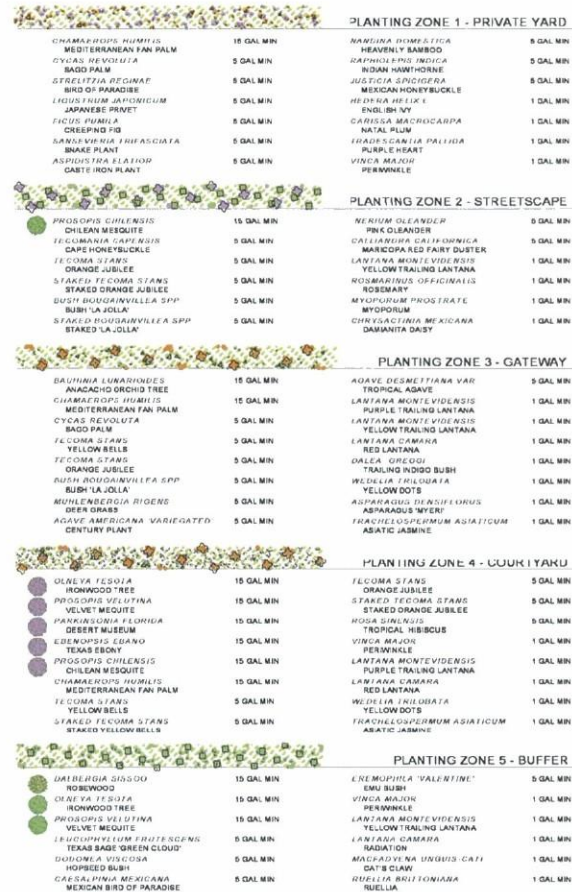 PLANTING ZONE 1 - PRIVATE YARD
CHAMAEROPS HUMILIS 15 GAL MIN
MEDITERRANEAN FAN PALM
CYCAS REVOLUTA 5 GAL MIN
SAGO PALM
STRELITZIA REGINAE 5 GAL MIN
BIRD OF PARADISE
LIGUSTRUM JAPONICUM 5 GAL MIN
JAPANESE PRIVET
FICUS PUMILA 5 GAL MIN
CREEPING FIG
SANSEVIERIA TRIFASCIATA 5 GAL MIN
SNAKE PLANT
ASPIDISTRA ELATIOR 5 GAL MIN
CASTE IRON PLANT
NANDINA DOMESTICA 5 GAL MIN
HEAVENLY BAMBOO
RAPHOLEPIS INDICA 5 GAL MIN
INDIAN HAWTHORNE
JUSTICIA SPICIGERA 5 GAL MIN
MEXICAN HONEYSUCKLE
HEDERA HELIX L 1 GAL MIN
ENGLISH IVY
CARISSA MACROCARPA 1 GAL MIN
NATAL PLUM
TRADESCANTIA PALLIDA 1 GAL MIN
PURPLE HEART
VINCA MAJOR 1 GAL MIN
PERIWINKLE
PLANTING ZONE 2 - STREETSCAPE
PROSOPIS CHILENSIS 15 GAL MIN
CHILEAN MESQUITE
TECOMARIA CAPENSIS 5 GAL MIN
CAPE HONEYSUCKLE
TECOMA STANS 5 GAL MIN
ORANGE JUBILEE
STAKED TECOMA STANS 5 GAL MIN
STAKED ORANGE JUBILEE
BUSH BOUGAINVILLEA SPP 5 GAL MIN
BUSH 'LA JOLLA'
STAKED BOUGAINVILLEA SPP 5 GAL MIN
STAKED 'LA JOLLA'
NERIUM OLEANDER 5 GAL MIN
PINK OLEANDER
CALLIANDRA CALIFORNICA 5 GAL MIN
MARICOPA RED FAIRY DUSTER
LANTANA MONTEVIDENSIS 1 GAL MIN
YELLOW TRAILING LANTANA
ROSMARINUS OFFICINALIS 1 GAL MIN
ROSEMARY
MYOPORUM PROSTRATE 1 GAL MIN
MYOPORUM
CHRYSACTINIA MEXICANA 1 GAL MIN
DAMIANITA DAISY
PLANTING ZONE 3 - GATEWAY
BAUHINIA LUNARIOIDES 15 GAL MIN
ANACACHO ORCHID TREE
CHAMAEROPS HUMILIS 15 GAL MIN
MEDITERRANEAN FAN PALM
CYCAS REVOLUTA 5 GAL MIN
SAGO PALM
TECOMA STANS 5 GAL MIN
YELLOW BELLS
TECOMA STANS 5 GAL MIN
ORANGE JUBILEE
BUSH BOUGAINVILLEA SPP 5 GAL MIN
BUSH 'LA JOLLA'
MUHLENBERGIA RIGENS 5 GAL MIN
DEER GRASS
AGAVE AMERICANA 'VARIEGATED' 5 GAL MIN
CENTURY PLANT
AGAVE DESMETTIANA VAR 5 GAL MIN
TROPICAL AGAVE
LANTANA MONTEVIDENSIS 1 GAL MIN
PURPLE TRAILING LANTANA
LANTANA MONTEVIDENSIS 1 GAL MIN
YELLOW TRAILING LANTANA
LANTANA CAMARA 1 GAL MIN
RED LANTANA
DALEA GREGGI 1 GAL MIN
TRAILING INDIGO BUSH
WEDELIA TRILOBATA 1 GAL MIN
YELLOW DOTS
ASPARAGUS DENSIFLORUS 1 GAL MIN
ASPARAGUS 'MYERI'
TRACHELOSPERMUM ASIATICUM 1 GAL MIN
ASIATIC JASMINE
PLANTING ZONE 4 - COURTYARD
OLNEYA TESOTA 15 GAL MIN
IRONWOOD TREE
PROSOPIS VELUTINA 15 GAL MIN
VELVET MEQUITE
PARKINSONIA FLORIDA 15 GAL MIN
DESERT MUSEUM
EBENOPSIS EBANO 15 GAL MIN
TEXAS EBONY
PROSOPIS CHILENSIS 15 GAL MIN
CHILEAN MESQUITE
CHAMAEROPS HUMILIS 15 GAL MIN
MEDITERRANEAN FAN PALM
TECOMA STANS 5 GAL MIN
YELLOW BELLS
STAKED TECOMA STANS 5 GAL MIN
STAKED YELLOW BELLS
TECOMA STANS 5 GAL MIN
ORANGE JUBILEE
STAKED TECOMA STANS 5 GAL MIN
STAKED ORANGE JUBILEE
ROSA SINENSIS 5 GAL MIN
TROPICAL HIBISCUS
VINCA MAJOR 1 GAL MIN
PERIWINKLE
LANTANA MONTEVIDENSIS 1 GAL MIN
PURPLE TRAILING LANTANA
LANTANA CAMARA 1 GAL MIN
RED LANTANA
WEDELIA TRILOBATA 1 GAL MIN
YELLOW DOTS
TRACHELOSPERMUM ASIATICUM 1 GAL MIN
ASIATIC JASMINE
PLANTING ZONE 5 - BUFFER
DALBERGIA SISSOO 15 GAL MIN
ROSEWOOD
OLNEYA TESOTA 15 GAL MIN
IRONWOOD TREE
PROSOPIS VELUTINA 15 GAL MIN
VELVET MEQUITE
LEUCOPHYLLUM FRUTESCENS 5 GAL MIN
TEXAS SAGE 'GREEN CLOUD'
DODONEA VISCOSA 5 GAL MIN
HOPSEED BUSH
CAESALPINIA MEXICANA 5 GAL MIN
MEXICAN BIRD OF PARADISE
EREMOPHILA 'VALENTINE' 5 GAL MIN
EMU BUSH
VINCA MAJOR 1 GAL MIN
PERIWINKLE
LANTANA MONTEVIDENSIS 1 GAL MIN
YELLOW TRAILING LANTANA
LANTANA CAMARA 1 GAL MIN
RADIATION
MACFADYENA UNGUIS-CATI 1 GAL MIN
CAT'S CLAW
RUELLIA BRITTONIANA 1 GAL MIN
RUELLIA